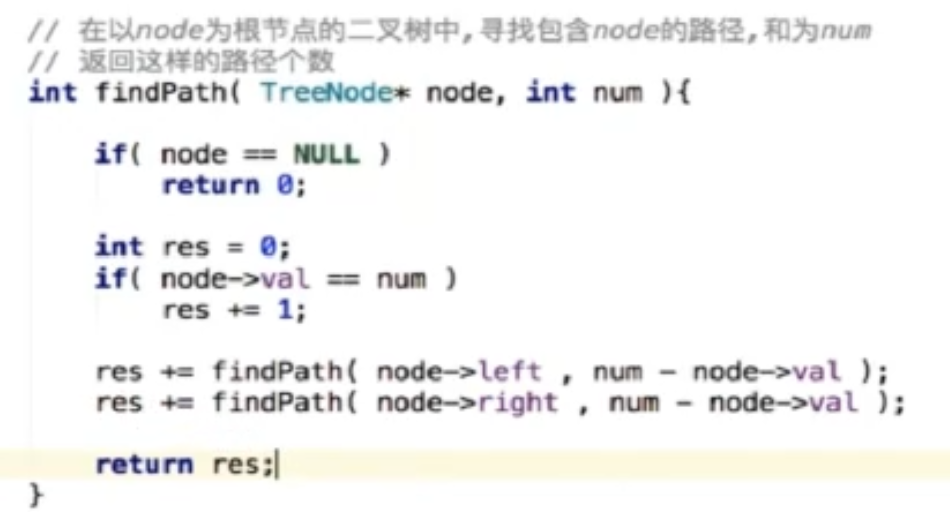 // 在以node为根节点的二叉树中,寻找包含node的路径,和为num
// 返回这样的路径个数
int findPath( TreeNode* node, int num ){
if( node == NULL )
return 0;
int res = 0;
if( node->val == num )
res += 1;
res += findPath( node->left , num - node->val );
res += findPath( node->right , num - node->val );
return res;
}